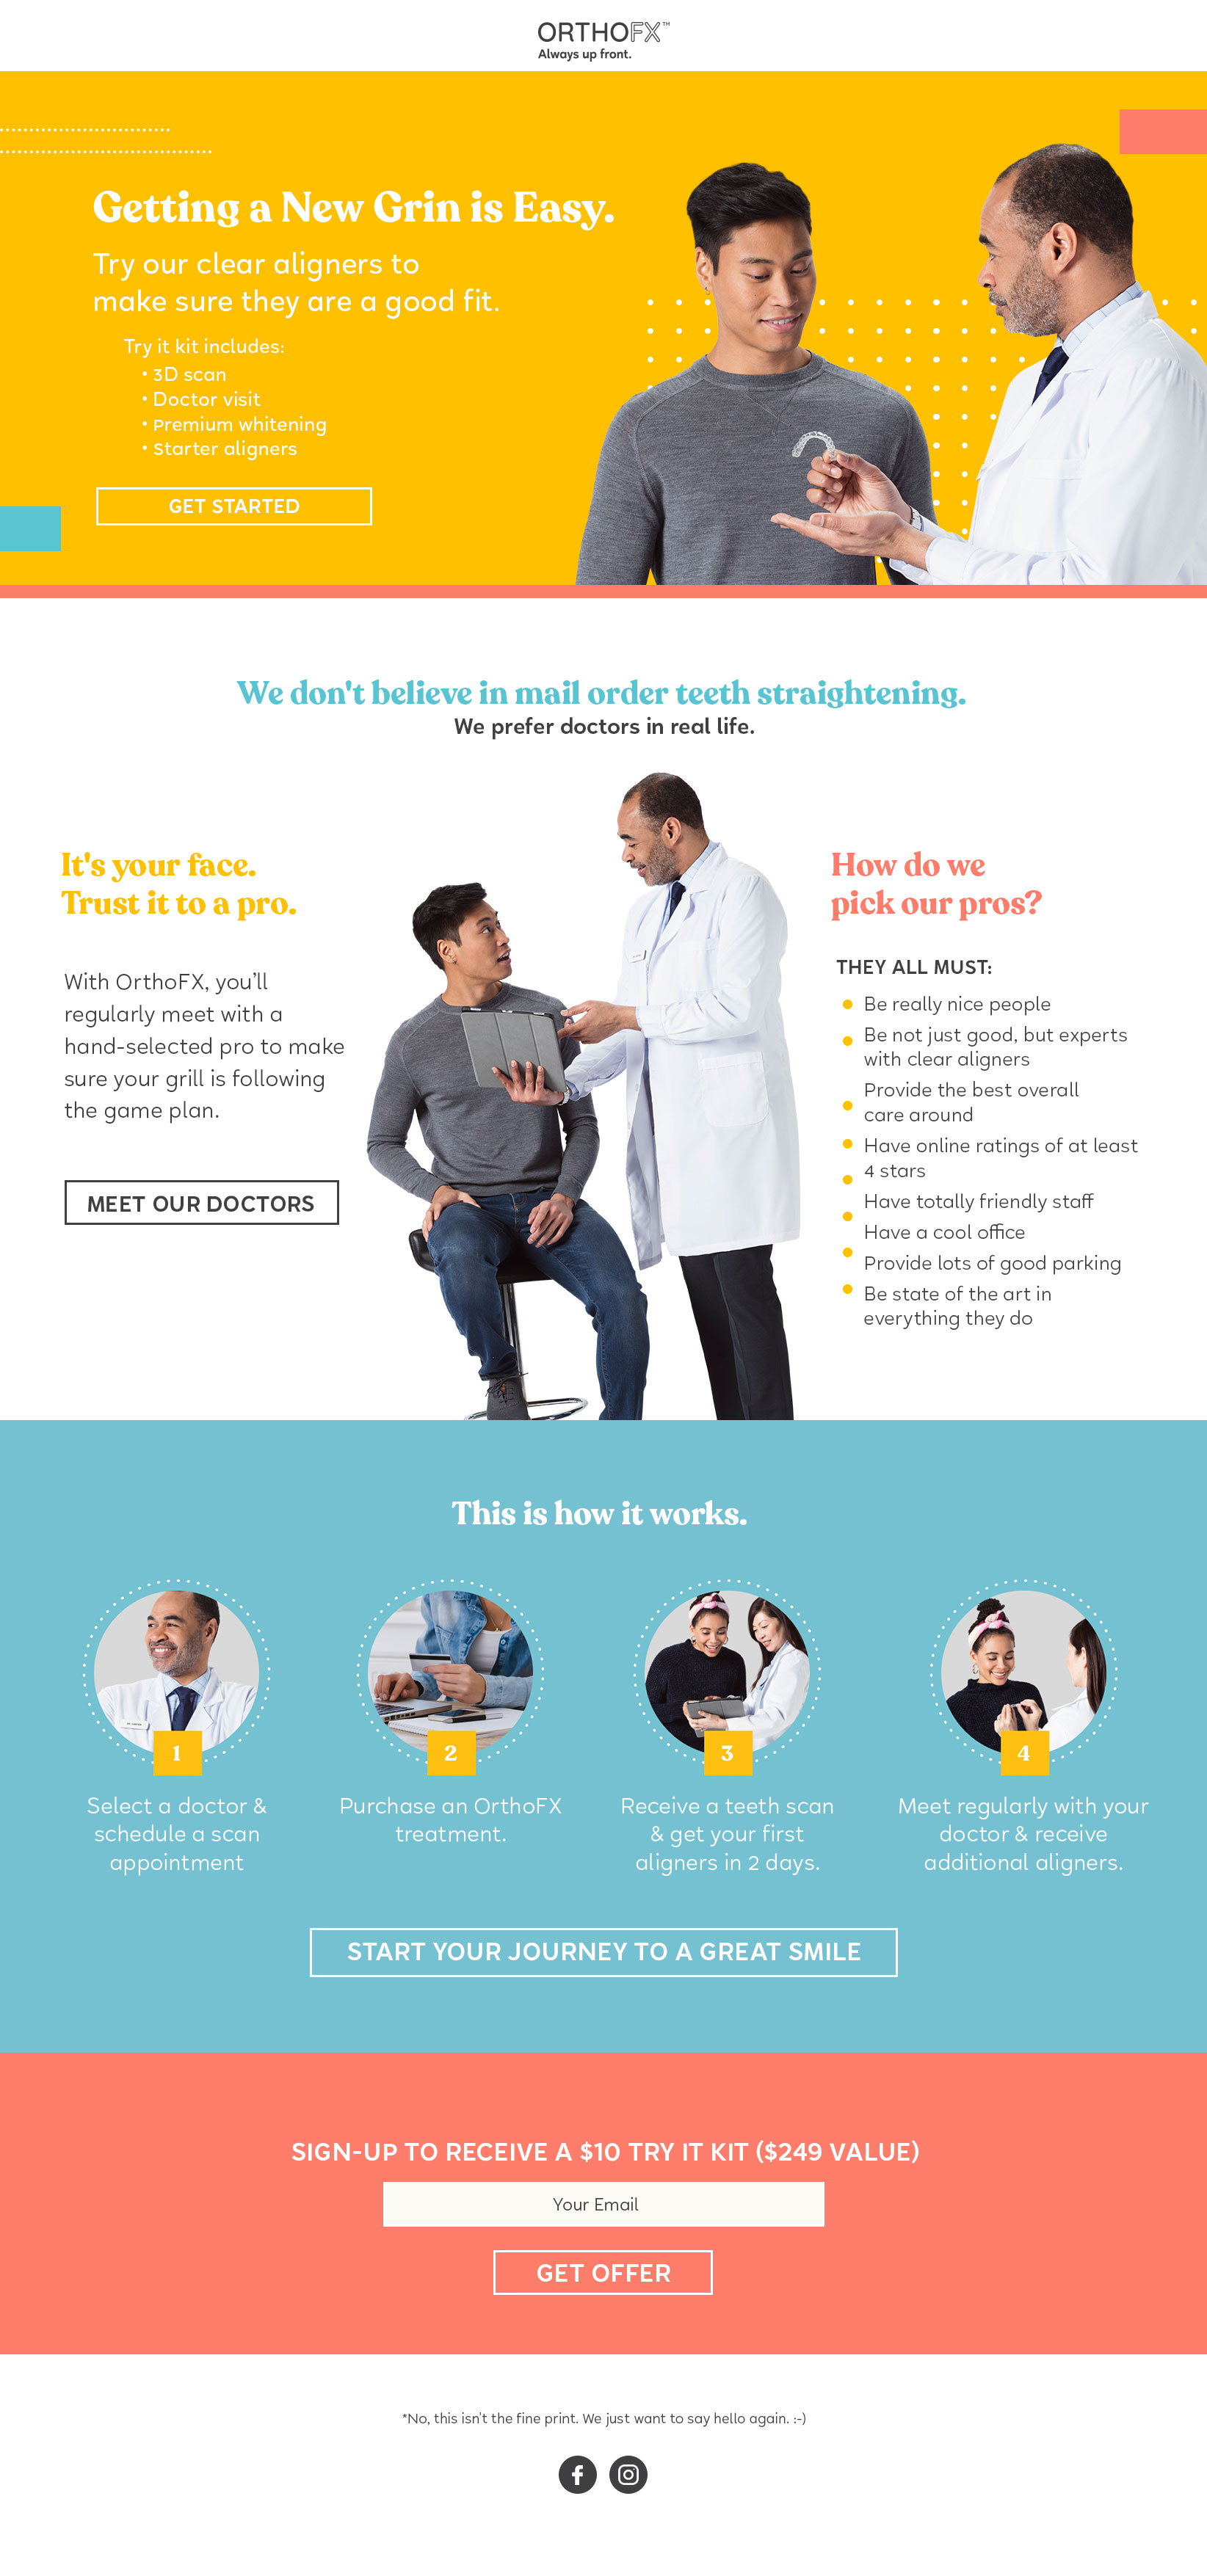 ORTHOFX™
Always up front.
Getting a New Grin is Easy.
Try our clear aligners to
make sure they are a good fit.
Try it kit includes:
• 3D scan
• Doctor visit
• Premium whitening
• Starter aligners
GET STARTED
We don't believe in mail order teeth straightening.
We prefer doctors in real life.
It's your face.
Trust it to a pro.
With OrthoFX, you'll
regularly meet with a
hand-selected pro to make
sure your grill is following
the game plan.
MEET OUR DOCTORS
How do we
pick our pros?
THEY ALL MUST:
Be really nice people
Be not just good, but experts
with clear aligners
Provide the best overall
care around
Have online ratings of at least
4 stars
Have totally friendly staff
Have a cool office
Provide lots of good parking
Be state of the art in
everything they do
This is how it works.
1
Select a doctor &
schedule a scan
appointment
2
Purchase an OrthoFX
treatment.
3
Receive a teeth scan
& get your first
aligners in 2 days.
4
Meet regularly with your
doctor & receive
additional aligners.
START YOUR JOURNEY TO A GREAT SMILE
SIGN-UP TO RECEIVE A $10 TRY IT KIT ($249 VALUE)
Your Email
GET OFFER
*No, this isn't the fine print. We just want to say hello again. :-)